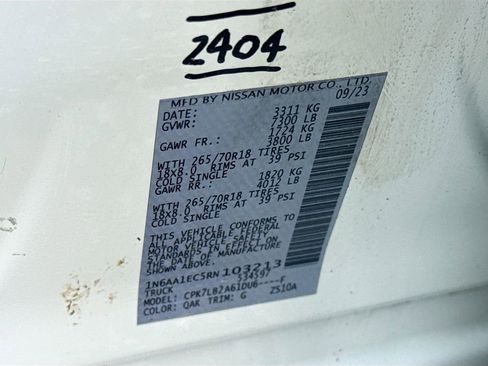 2404
MFD BY NISSAN MOTOR CO., LTD.
DATE: 09/23
GVWR: 3311 KG
7300 LB
GAWR FR.: 1724 KG
3800 LB
WITH 265/70R18 TIRES
18X8.0 RIMS AT 39 PSI
COLD SINGLE
GAWR RR.: 1820 KG
4012 LB
WITH 265/70R18 TIRES
18X8.0 RIMS AT 39 PSI
COLD SINGLE
THIS VEHICLE CONFORMS TO
ALL APPLICABLE FEDERAL
MOTOR VEHICLE SAFETY
STANDARDS IN EFFECT ON
THE DATE OF MANUFACTURE
1N6AA1EC5RN103213
TRUCK 534597
MODEL: CPK7LB2A61DU6----F
COLOR: QAK TRIM: G ZS10A